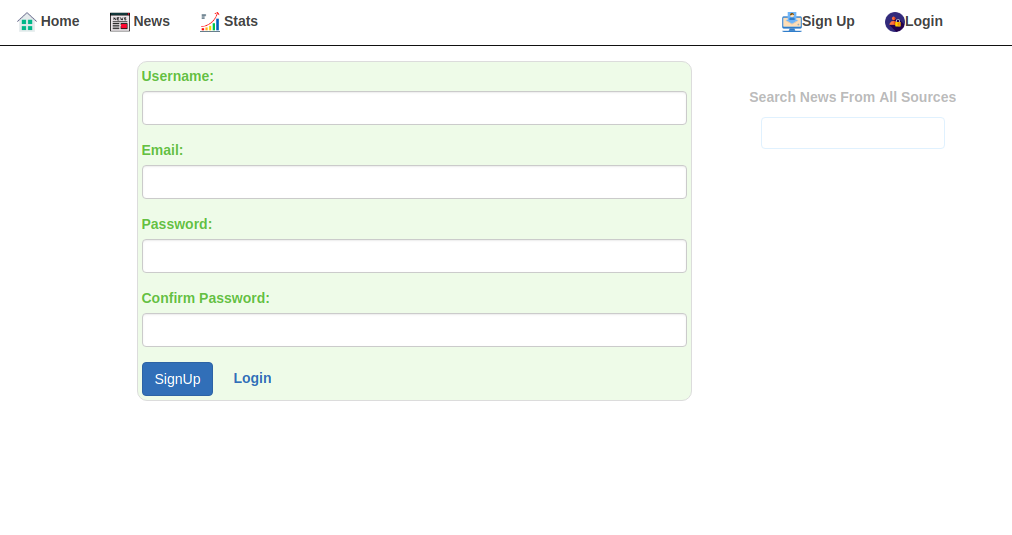 Home News Stats Sign Up Login
Username:
Search News From All Sources
Email:
Password:
Confirm Password:
SignUp Login